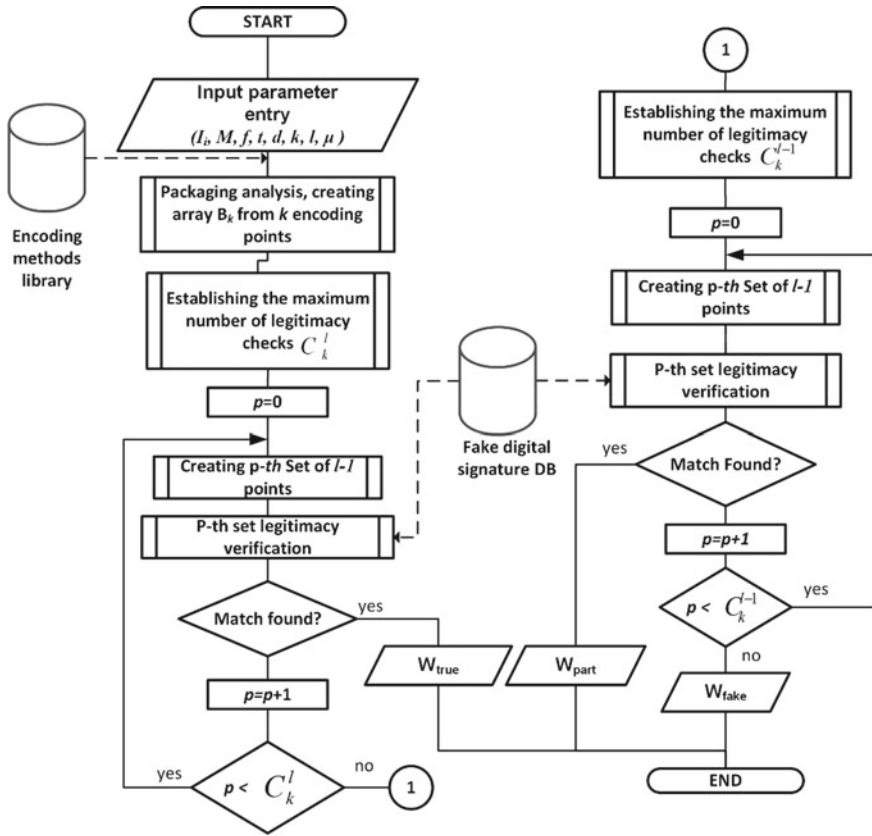 START
Input parameter
entry
(Iᵢ, M, f, t, d, k, l, μ )
Encoding
methods
library
Packaging analysis, creating
array Bₖ from k encoding
points
Establishing the maximum
number of legitimacy
checks C_k^l
p=0
Creating p-th Set of l-1
points
P-th set legitimacy
verification
Match found?
yes
W_true
p=p+1
p < C_k^l
yes
no
1
Fake digital
signature DB
1
Establishing the maximum
number of legitimacy
checks C_k^{l-1}
p=0
Creating p-th Set of l-1
points
P-th set legitimacy
verification
Match Found?
yes
W_part
p=p+1
p < C_k^{l-1}
yes
no
W_fake
END